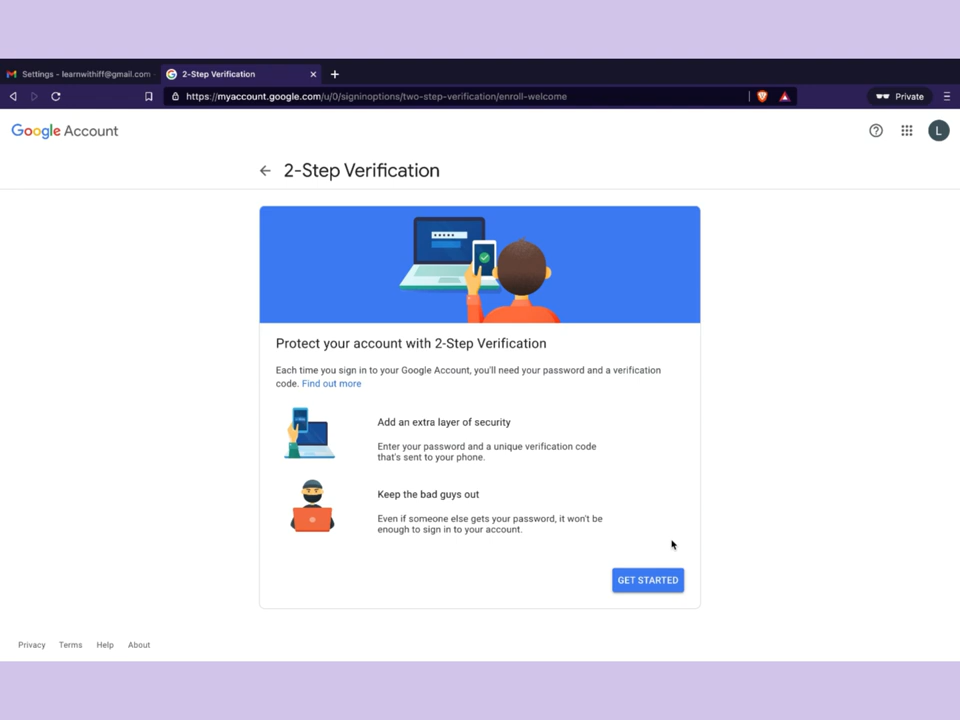 Settings - learnwithiff@gmail.com
2-Step Verification
https://myaccount.google.com/u/0/signinoptions/two-step-verification/enroll-welcome
Private
Google Account
L
2-Step Verification
Protect your account with 2-Step Verification
Each time you sign in to your Google Account, you'll need your password and a verification
code. Find out more
Add an extra layer of security
Enter your password and a unique verification code
that's sent to your phone.
Keep the bad guys out
Even if someone else gets your password, it won't be
enough to sign in to your account.
GET STARTED
Privacy Terms Help About